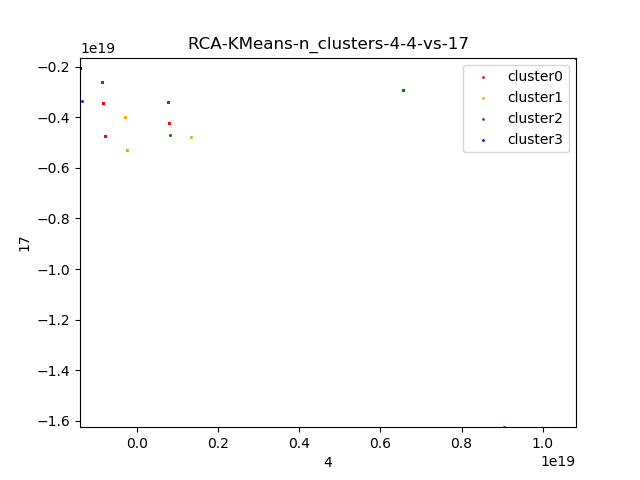 RCA-KMeans-n_clusters-4-4-vs-17
1e19
cluster0
cluster1
cluster2
cluster3
−0.2
−0.4
−0.6
−0.8
−1.0
−1.2
−1.4
−1.6
17
0.0 0.2 0.4 0.6 0.8 1.0
4
1e19